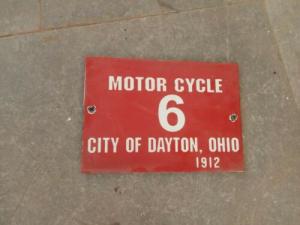 MOTOR CYCLE
6
CITY OF DAYTON, OHIO
1912